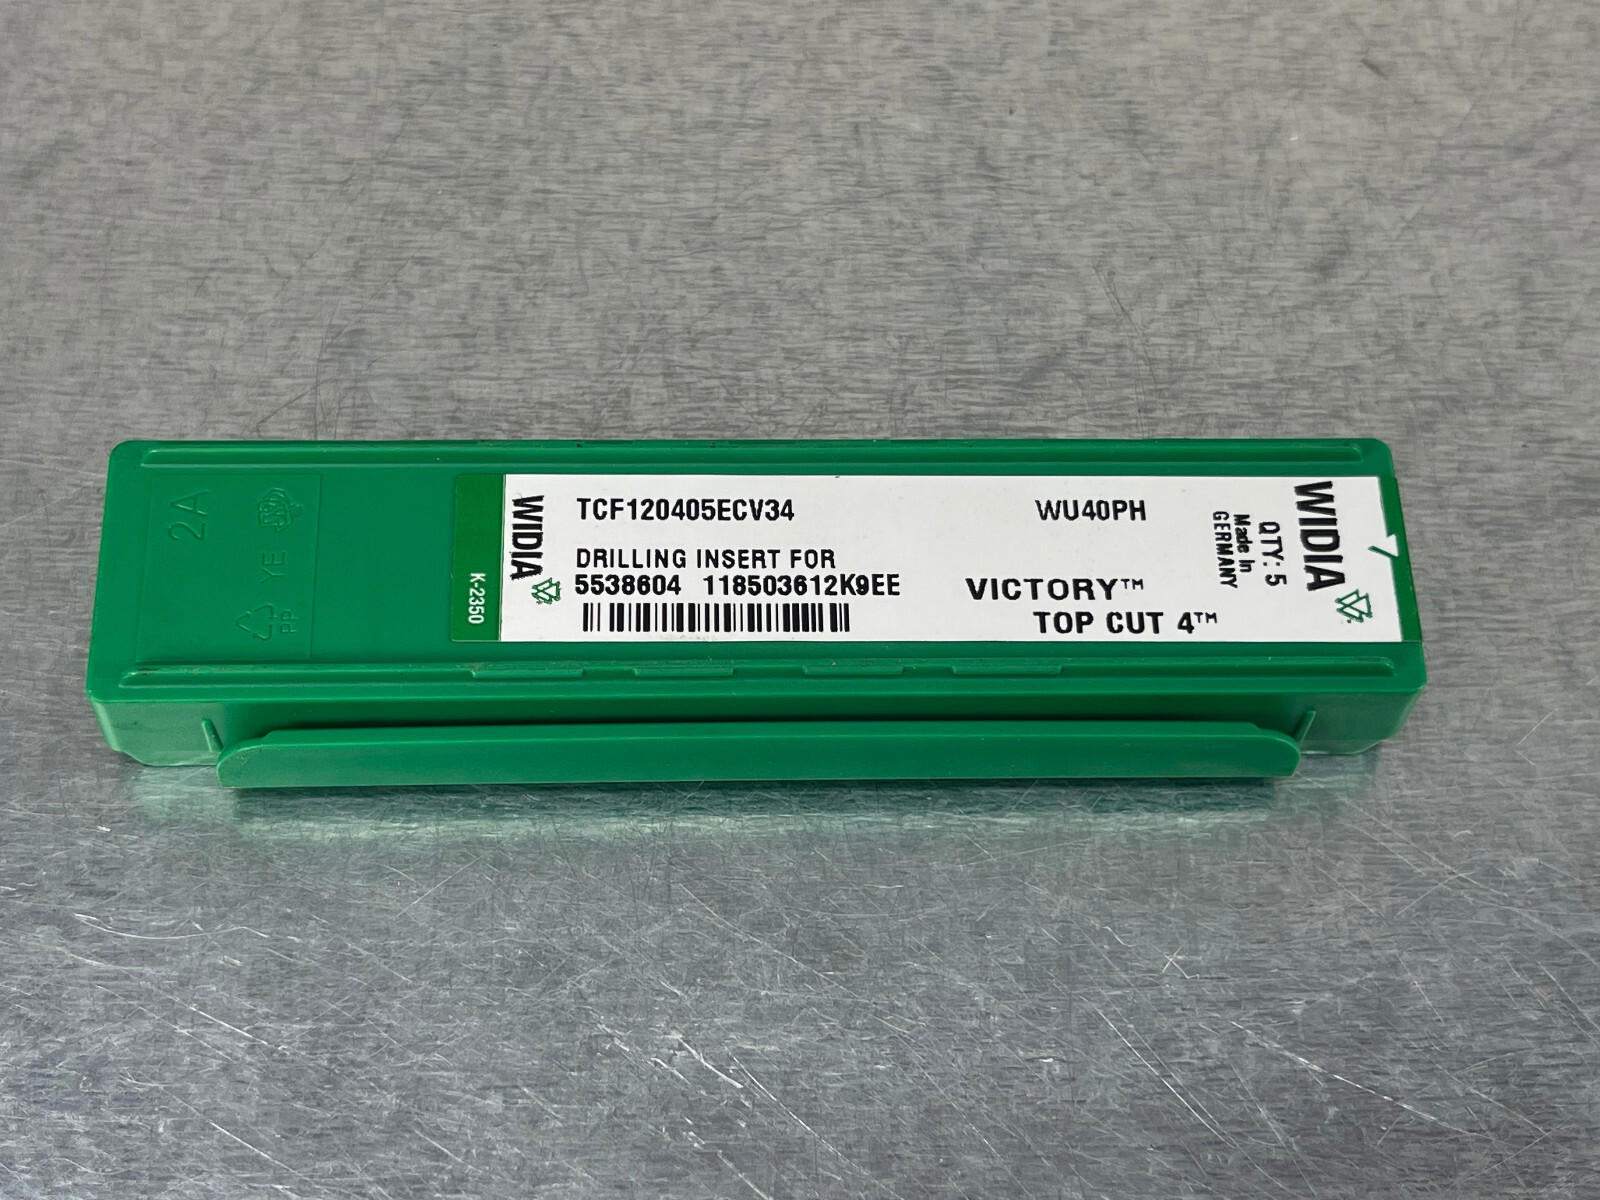 2A
YE
PP
K-2350
WIDIA
TCF120405ECV34
WU40PH
DRILLING INSERT FOR
5538604 118503612K9EE
VICTORY™
TOP CUT 4™
WIDIA
QTY: 5
Made In
GERMANY